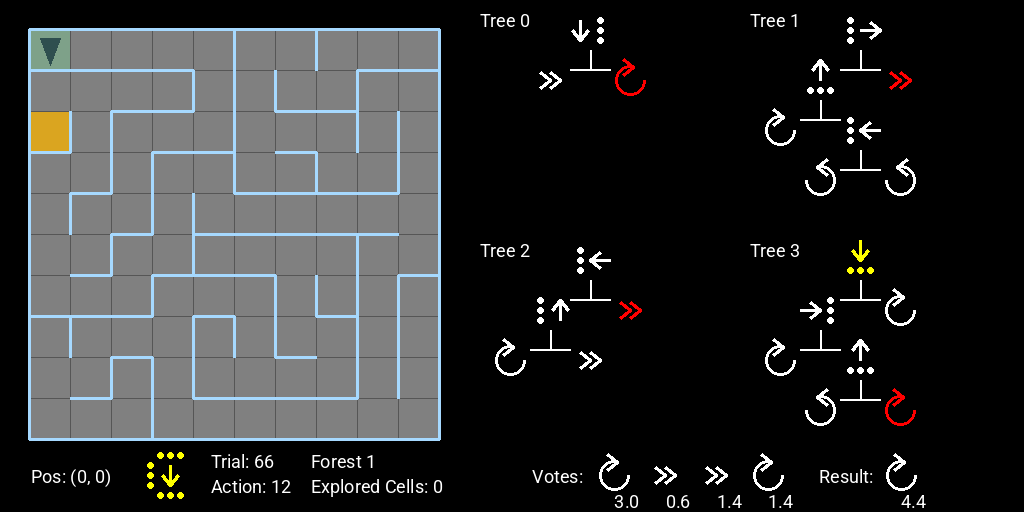 Tree 0
Tree 1
Tree 2
Tree 3
Pos: (0, 0)
Trial: 66
Forest 1
Action: 12
Explored Cells: 0
Votes:
3.0
0.6
1.4
1.4
Result:
4.4